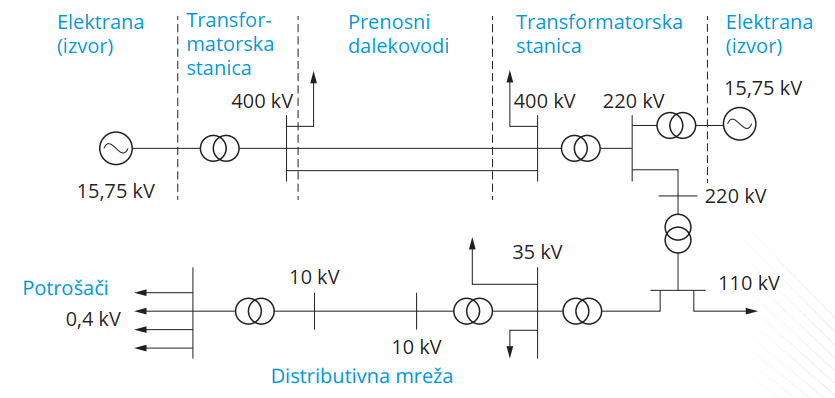 Elektrana
(izvor)
Transfor-
matorska
stanica
Prenosni
dalekovodi
Transformatorska
stanica
Elektrana
(izvor)
400 kV
400 kV
220 kV
15,75 kV
15,75 kV
220 kV
35 kV
110 kV
Potrošači
0,4 kV
10 kV
10 kV
Distributivna mreža